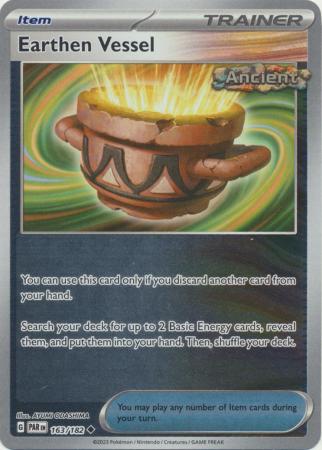 Item
TRAINER
Earthen Vessel
Ancient
You can use this card only if you discard another card from
your hand.
Search your deck for up to 2 Basic Energy cards, reveal
them, and put them into your hand. Then, shuffle your deck.
Illus. AYUMI ODASHIMA
G PAR EN 163/182 ◆
You may play any number of Item cards during
your turn.
©2023 Pokémon / Nintendo / Creatures / GAME FREAK